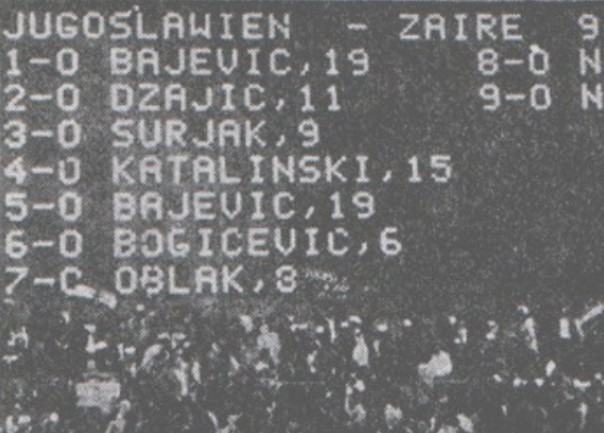 JUGOSLAWIEN - ZAIRE 9
1-0 BAJEVIC,19 8-0 N
2-0 DZAJIC,11 9-0 N
3-0 SURJAK,9
4-0 KATALINSKI,15
5-0 BAJEVIC,19
6-0 BOGICEVIC,6
7-0 OBLAK,8